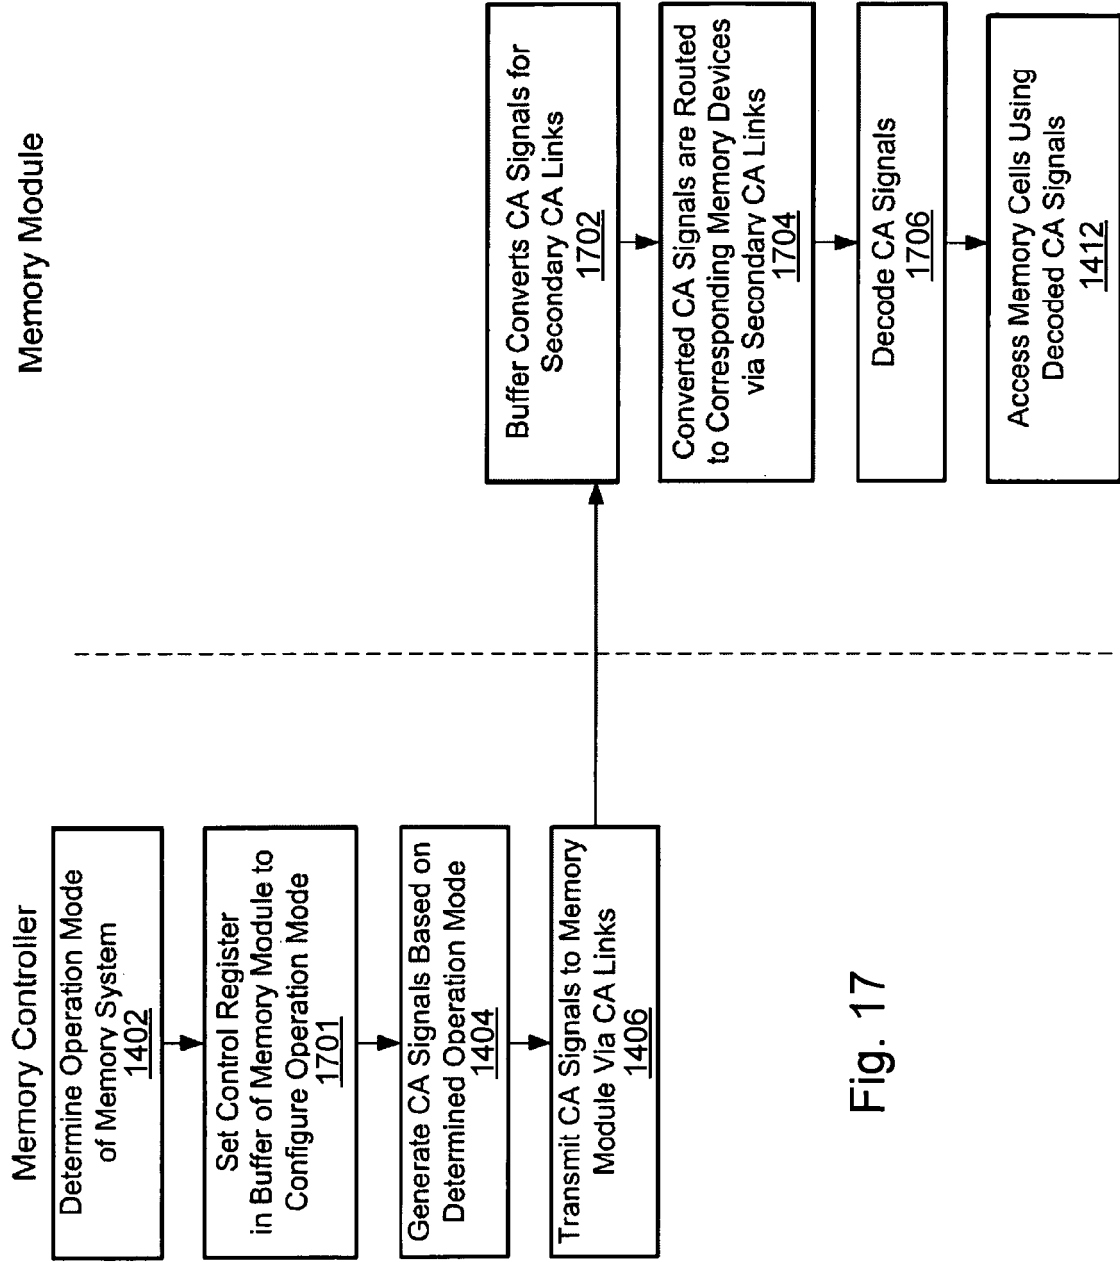 Memory Controller
Determine Operation Mode
of Memory System
1402
Set Control Register
in Buffer of Memory Module to
Configure Operation Mode
1701
Generate CA Signals Based on
Determined Operation Mode
1404
Transmit CA Signals to Memory
Module Via CA Links
1406
Memory Module
Buffer Converts CA Signals for
Secondary CA Links
1702
Converted CA Signals are Routed
to Corresponding Memory Devices
via Secondary CA Links
1704
Decode CA Signals
1706
Access Memory Cells Using
Decoded CA Signals
1412
Fig. 17